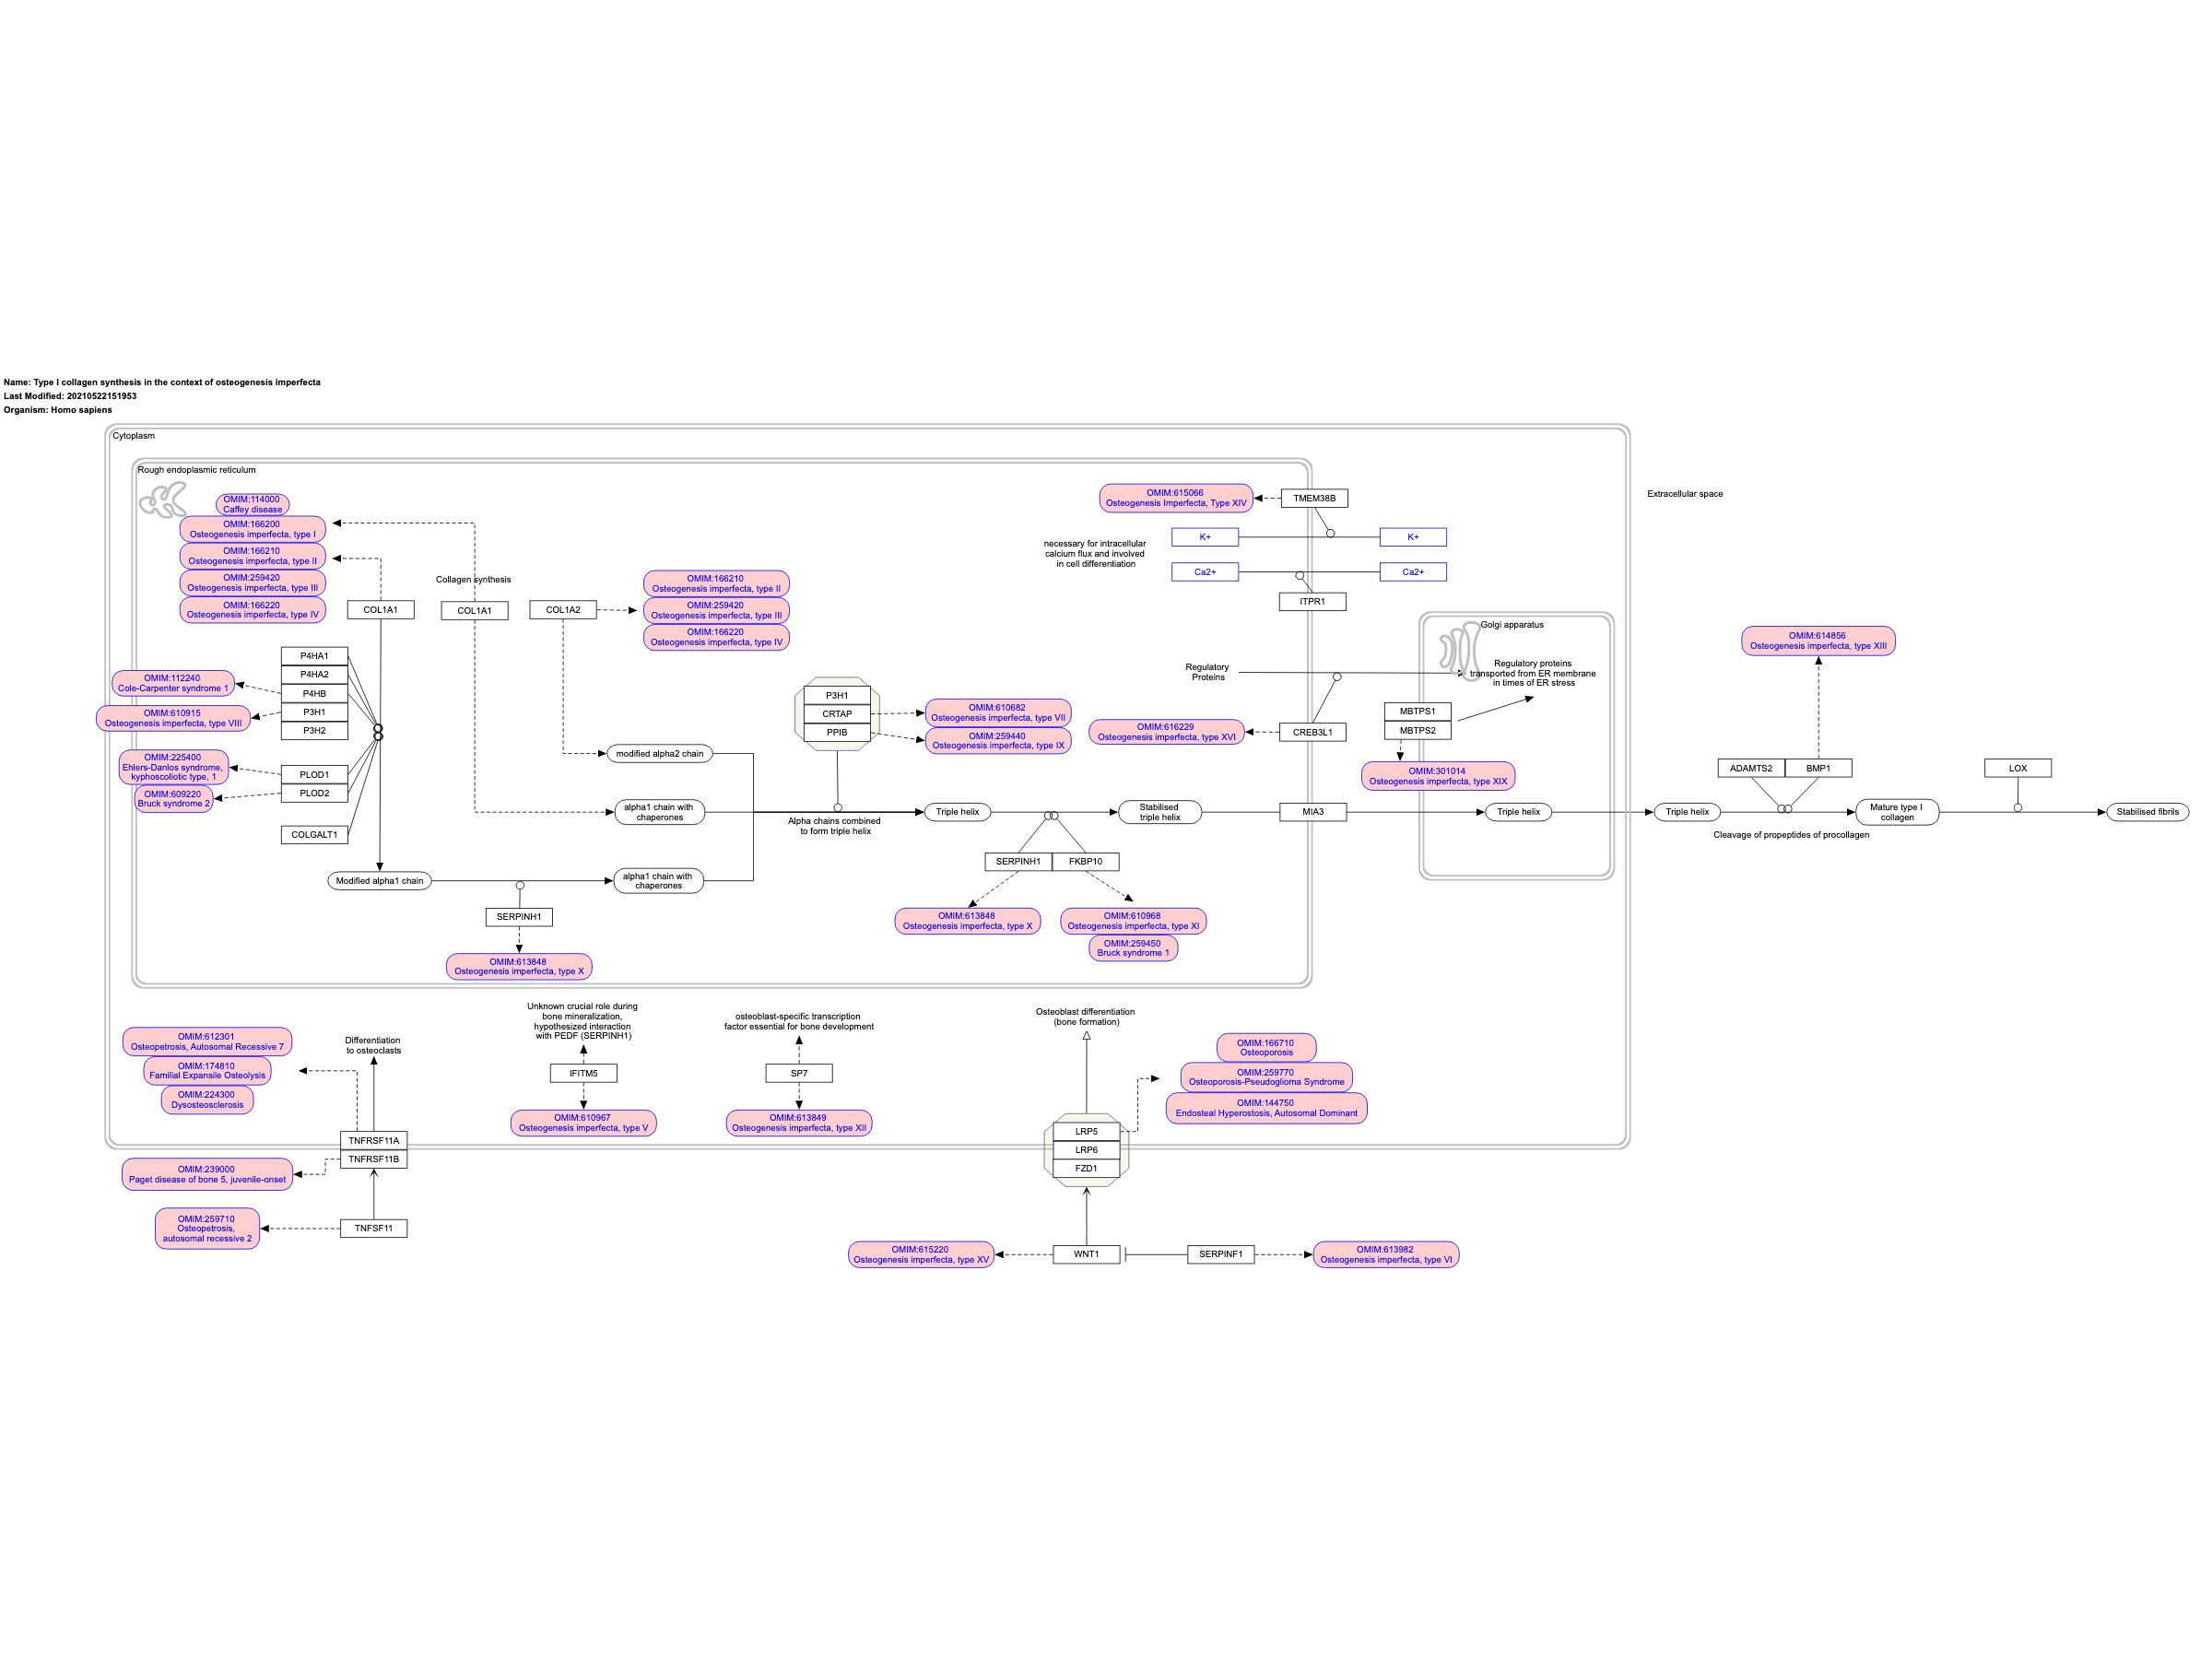 Name: Type I collagen synthesis in the context of osteogenesis imperfecta
Last Modified: 20210522151953
Organism: Homo sapiens
Cytoplasm
Rough endoplasmic reticulum
OMIM:114000
Caffey disease
OMIM:166200
Osteogenesis imperfecta, type I
OMIM:166210
Osteogenesis imperfecta, type II
OMIM:259420
Osteogenesis imperfecta, type III
OMIM:166220
Osteogenesis imperfecta, type IV
COL1A1
Collagen synthesis
COL1A1
COL1A2
OMIM:166210
Osteogenesis imperfecta, type II
OMIM:259420
Osteogenesis imperfecta, type III
OMIM:166220
Osteogenesis imperfecta, type IV
OMIM:615066
Osteogenesis Imperfecta, Type XIV
TMEM38B
necessary for intracellular
calcium flux and involved
in cell differentiation
K+
K+
Ca2+
Ca2+
ITPR1
Extracellular space
P4HA1
P4HA2
P4HB
P3H1
P3H2
OMIM:112240
Cole-Carpenter syndrome 1
OMIM:610915
Osteogenesis imperfecta, type VIII
OMIM:225400
Ehlers-Danlos syndrome,
kyphoscoliotic type, 1
OMIM:609220
Bruck syndrome 2
PLOD1
PLOD2
COLGALT1
Modified alpha1 chain
modified alpha2 chain
alpha1 chain with
chaperones
alpha1 chain with
chaperones
SERPINH1
OMIM:613848
Osteogenesis imperfecta, type X
P3H1
CRTAP
PPIB
OMIM:610682
Osteogenesis imperfecta, type VII
OMIM:259440
Osteogenesis imperfecta, type IX
Alpha chains combined
to form triple helix
Triple helix
Stabilised
triple helix
SERPINH1
FKBP10
OMIM:613848
Osteogenesis imperfecta, type X
OMIM:610968
Osteogenesis imperfecta, type XI
OMIM:259450
Bruck syndrome 1
Regulatory
Proteins
OMIM:616229
Osteogenesis imperfecta, type XVI
CREB3L1
MIA3
Golgi apparatus
Regulatory proteins
transported from ER membrane
in times of ER stress
MBTPS1
MBTPS2
OMIM:301014
Osteogenesis imperfecta, type XIX
Triple helix
Triple helix
OMIM:614856
Osteogenesis imperfecta, type XIII
ADAMTS2
BMP1
Cleavage of propeptides of procollagen
Mature type I
collagen
LOX
Stabilised fibrils
OMIM:612301
Osteopetrosis, Autosomal Recessive 7
OMIM:174810
Familial Expansile Osteolysis
OMIM:224300
Dysosteosclerosis
Differentiation
to osteoclasts
TNFRSF11A
TNFRSF11B
OMIM:239000
Paget disease of bone 5, juvenile-onset
OMIM:259710
Osteopetrosis,
autosomal recessive 2
TNFSF11
Unknown crucial role during
bone mineralization,
hypothesized interaction
with PEDF (SERPINH1)
IFITM5
OMIM:610967
Osteogenesis imperfecta, type V
osteoblast-specific transcription
factor essential for bone development
SP7
OMIM:613849
Osteogenesis imperfecta, type XII
Osteoblast differentiation
(bone formation)
OMIM:166710
Osteoporosis
OMIM:259770
Osteoporosis-Pseudoglioma Syndrome
OMIM:144750
Endosteal Hyperostosis, Autosomal Dominant
LRP5
LRP6
FZD1
OMIM:615220
Osteogenesis imperfecta, type XV
WNT1
SERPINF1
OMIM:613982
Osteogenesis imperfecta, type VI